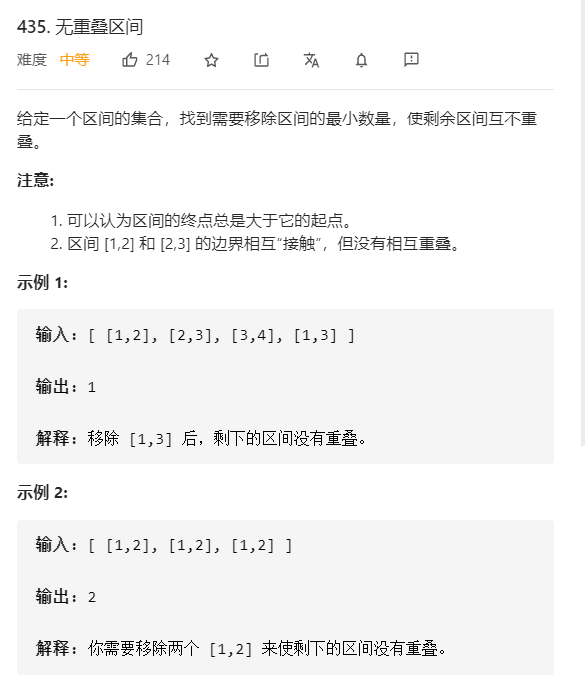 435. 无重叠区间
难度 中等 214
给定一个区间的集合，找到需要移除区间的最小数量，使剩余区间互不重
叠。
注意:
1. 可以认为区间的终点总是大于它的起点。
2. 区间 [1,2] 和 [2,3] 的边界相互“接触”，但没有相互重叠。
示例 1:
输入: [ [1,2], [2,3], [3,4], [1,3] ]
输出: 1
解释: 移除 [1,3] 后，剩下的区间没有重叠。
示例 2:
输入: [ [1,2], [1,2], [1,2] ]
输出: 2
解释: 你需要移除两个 [1,2] 来使剩下的区间没有重叠。